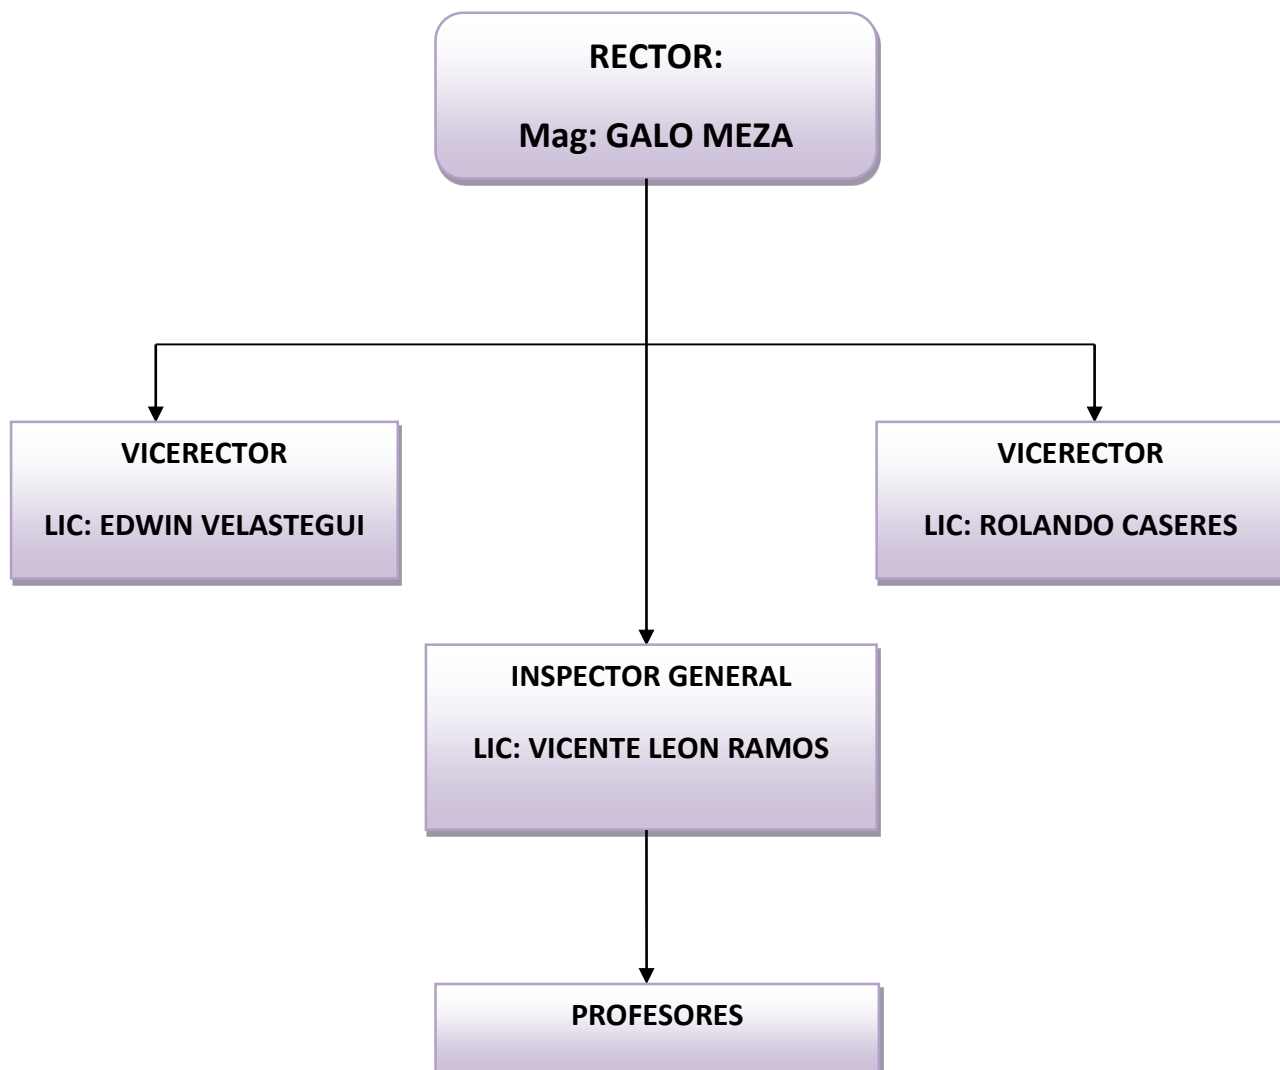 RECTOR:
Mag: GALO MEZA
VICERECTOR
LIC: EDWIN VELASTEGUI
VICERECTOR
LIC: ROLANDO CASERES
INSPECTOR GENERAL
LIC: VICENTE LEON RAMOS
PROFESORES